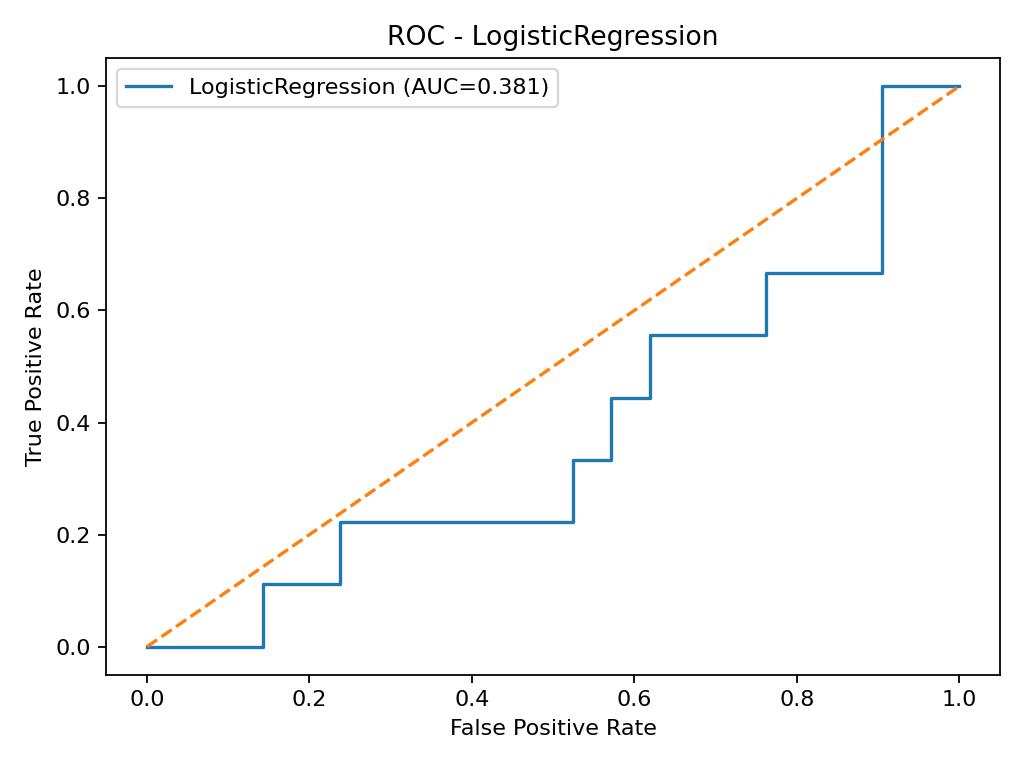 ROC - LogisticRegression
LogisticRegression (AUC=0.381)
1.0
0.8
0.6
0.4
0.2
0.0
True Positive Rate
0.0 0.2 0.4 0.6 0.8 1.0
False Positive Rate